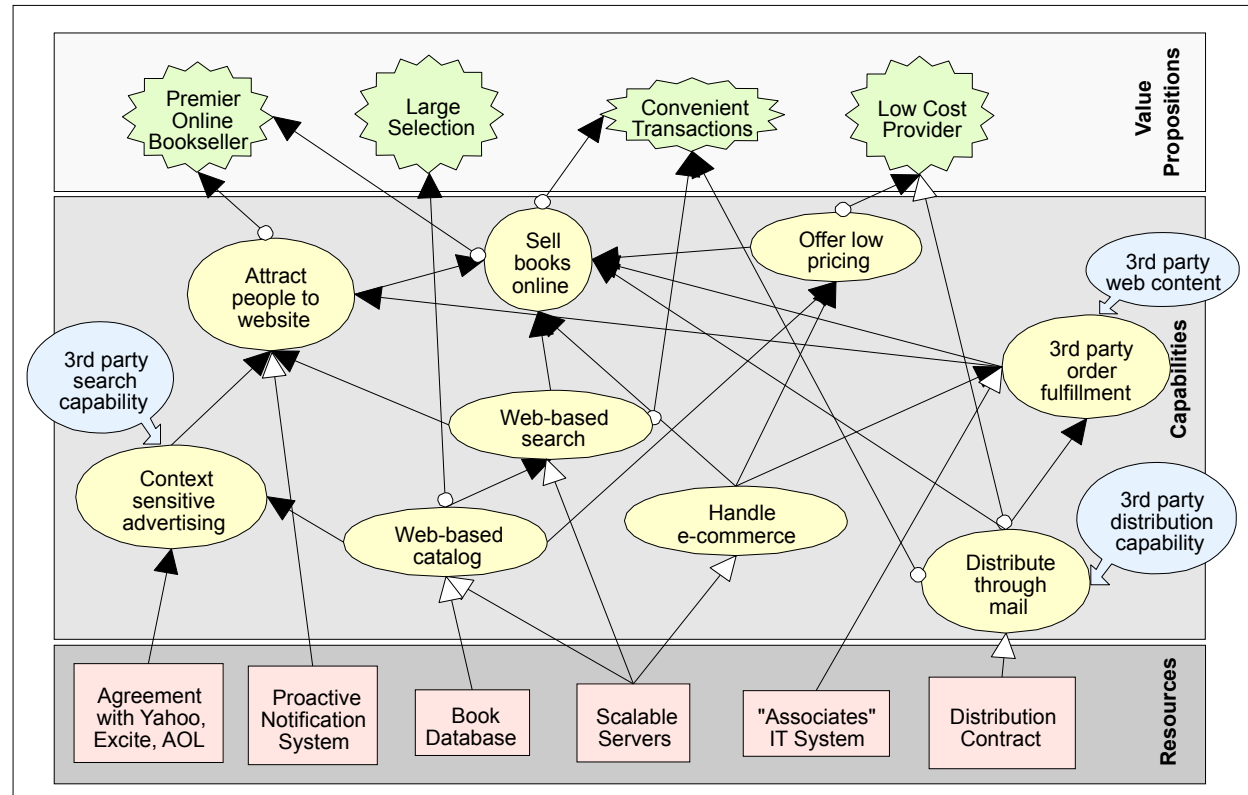 Premier
Online
Bookseller
Large
Selection
Convenient
Transactions
Low Cost
Provider
Value
Propositions
Attract
people to
website
Sell
books
online
Offer low
pricing
3rd party
web content
3rd party
search
capability
3rd party
order
fulfillment
Capabilities
Web-based
search
Context
sensitive
advertising
Web-based
catalog
Handle
e-commerce
3rd party
distribution
capability
Distribute
through
mail
Agreement
with Yahoo,
Excite, AOL
Proactive
Notification
System
Book
Database
Scalable
Servers
"Associates"
IT System
Distribution
Contract
Resources